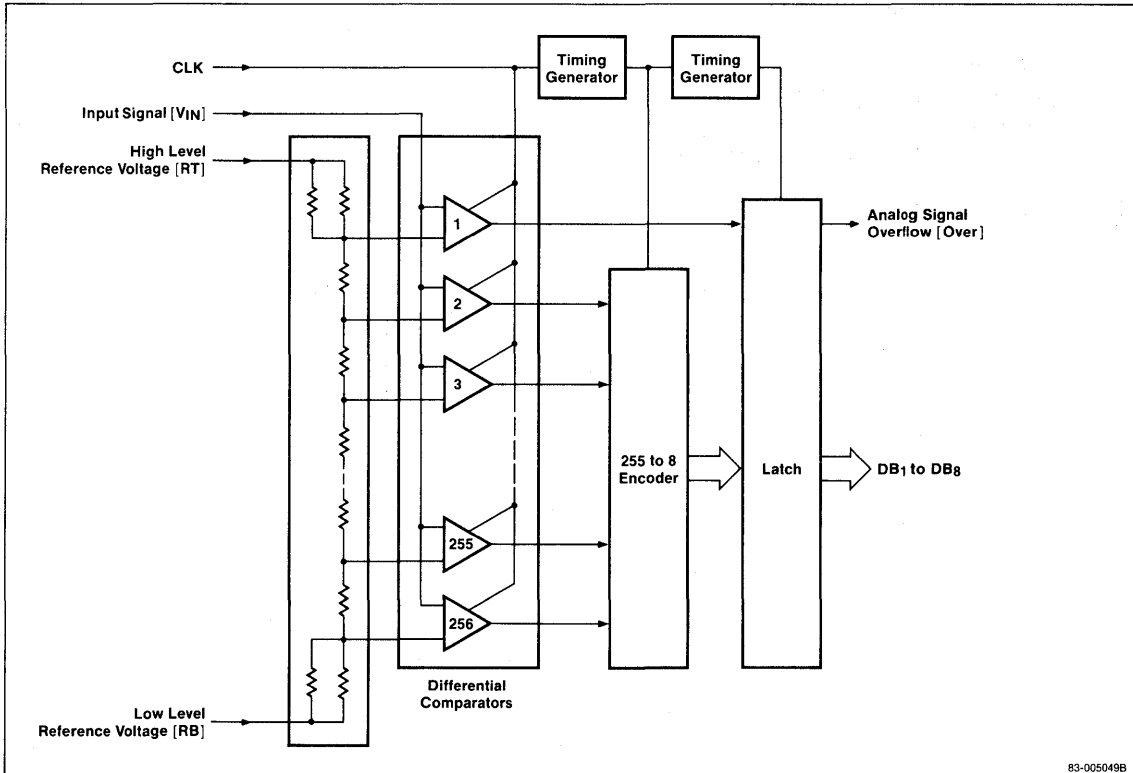 CLK
Timing
Generator
Timing
Generator
Input Signal [VIN]
High Level
Reference Voltage [RT]
1
Analog Signal
Overflow [Over]
2
3
255 to 8
Encoder
Latch
DB1 to DB8
255
256
Differential
Comparators
Low Level
Reference Voltage [RB]
83-005049B